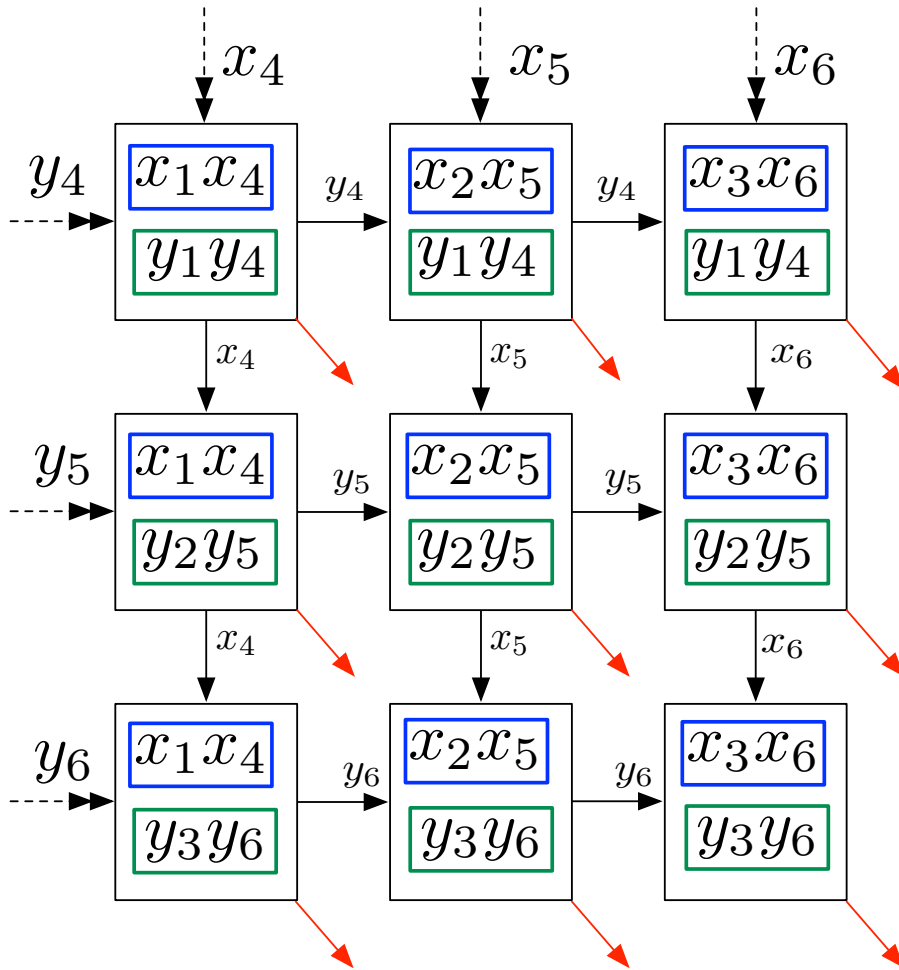 x₄ x₅ x₆
y₄ x₁x₄ y₄ x₂x₅ y₄ x₃x₆
y₁y₄ y₁y₄ y₁y₄
x₄ x₅ x₆
y₅ x₁x₄ y₅ x₂x₅ y₅ x₃x₆
y₂y₅ y₂y₅ y₂y₅
x₄ x₅ x₆
y₆ x₁x₄ y₆ x₂x₅ y₆ x₃x₆
y₃y₆ y₃y₆ y₃y₆